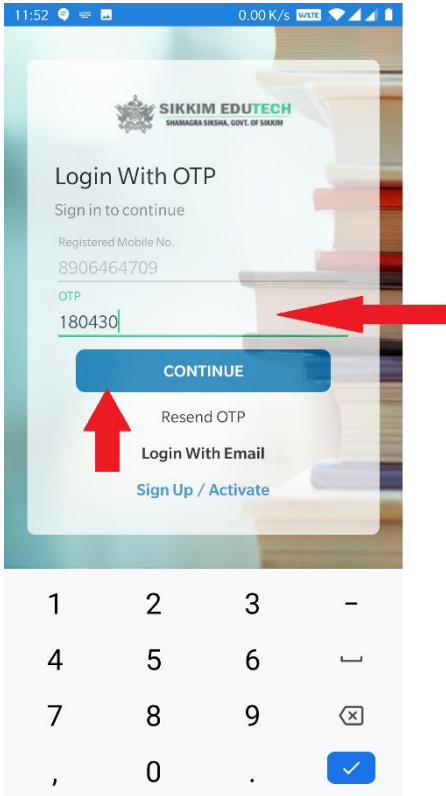 11:52 0.00 K/s VoLTE
SIKKIM EDUTECH
SHAMAGRA SIKSHA, GOVT. OF SIKKIM
Login With OTP
Sign in to continue
Registered Mobile No.
8906464709
OTP
180430
CONTINUE
Resend OTP
Login With Email
Sign Up / Activate
1 2 3 -
4 5 6
7 8 9
, 0 .